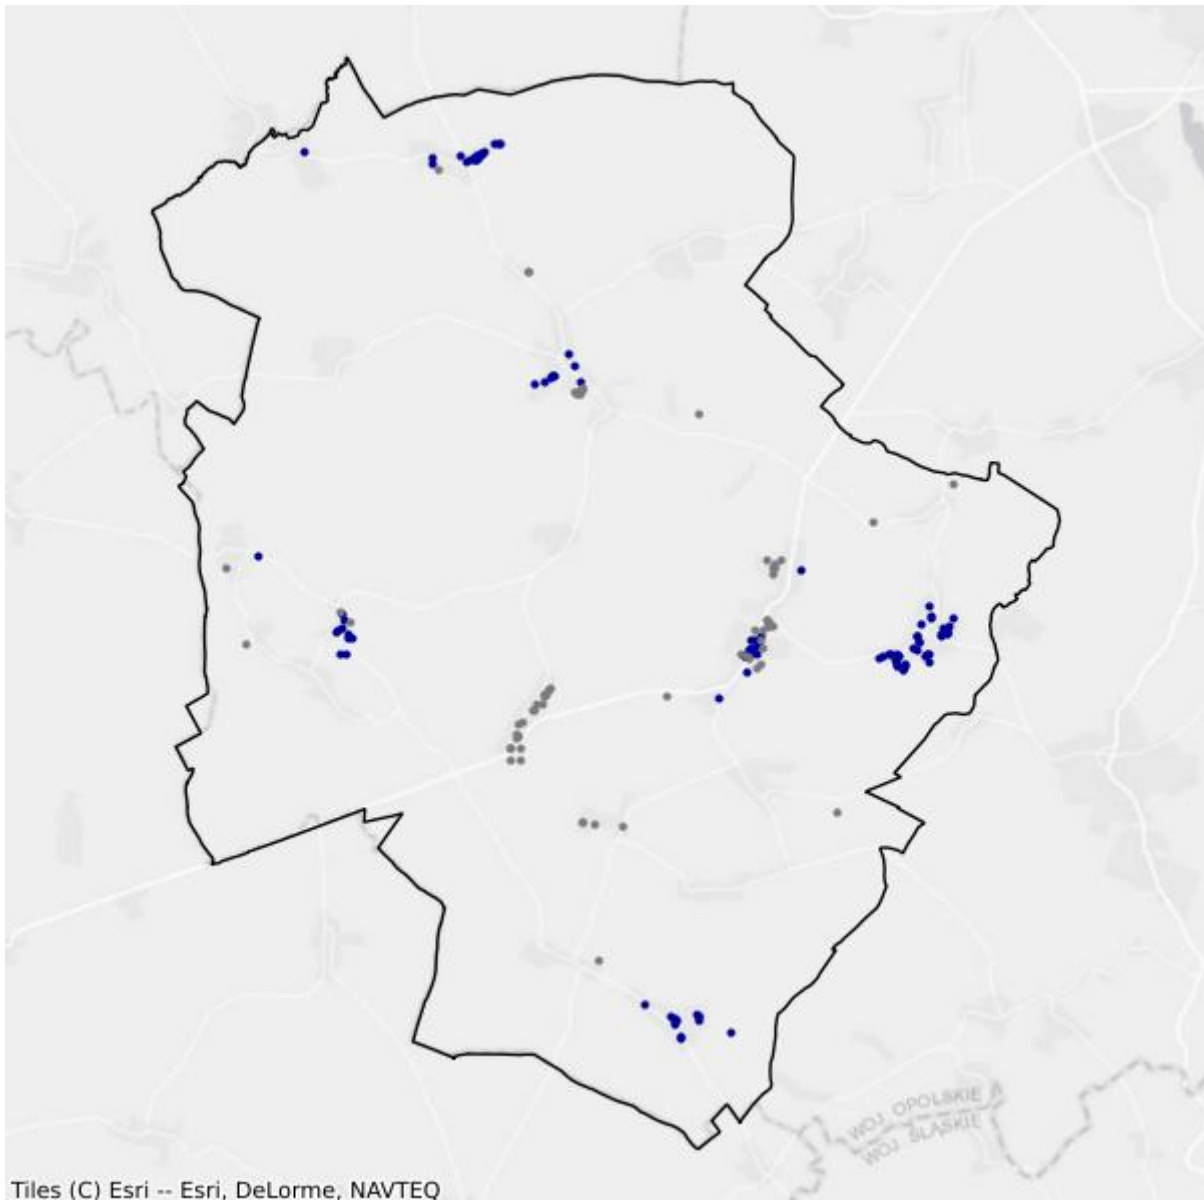 WOJ. OPOLSKIE
WOJ. ŚLĄSKIE
Tiles (C) Esri -- Esri, DeLorme, NAVTEQ